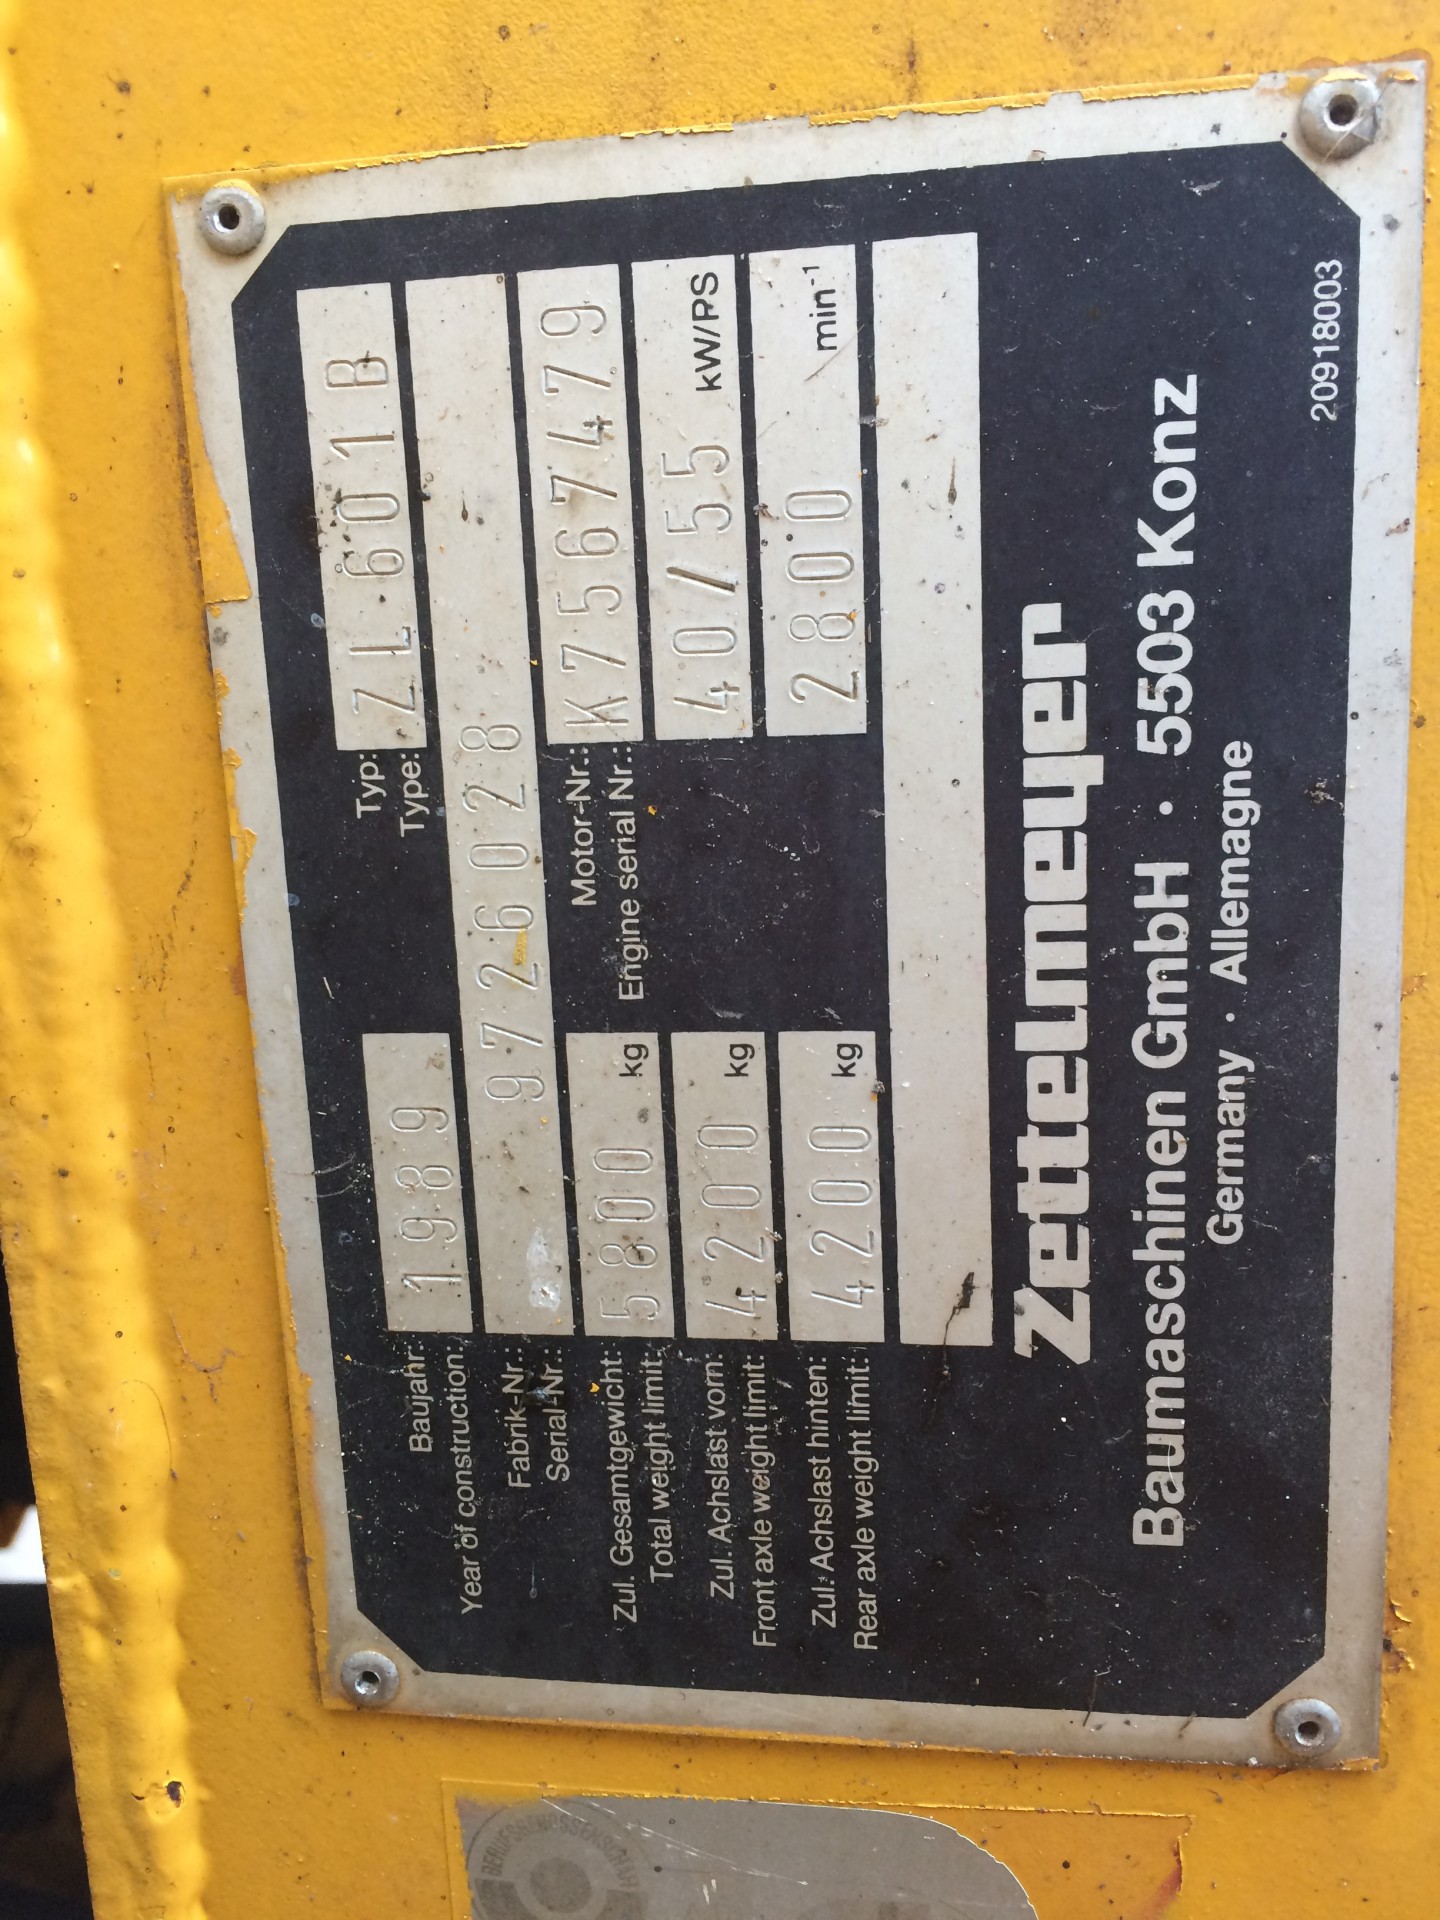 Baujahr: 1989 Typ: ZL601B
Year of construction: Type:
Fabrik-Nr.: 9726028
Serial-Nr.:
Zul. Gesamtgewicht: 5800 kg Motor-Nr.: K7567479
Total weight limit: Engine serial Nr.:
Zul. Achslast vorn: 4200 kg 40/55 kW/PS
Front axle weight limit:
Zul. Achslast hinten: 4200 kg 2800 min⁻¹
Rear axle weight limit:
Zettelmeyer
Baumaschinen GmbH · 5503 Konz
Germany · Allemagne
20918003